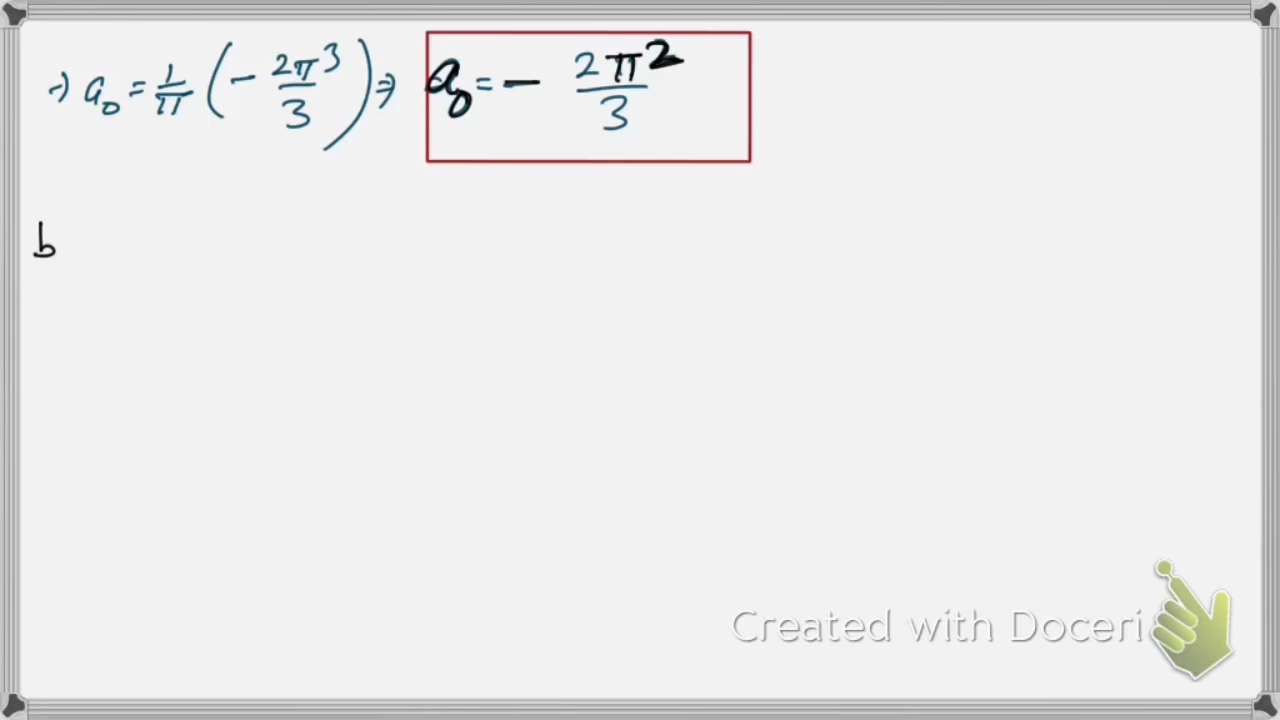 ⇒ a₀ = 1/π (− 2π³/3) ⇒ a₀ = − 2π²/3
b
Created with Doceri